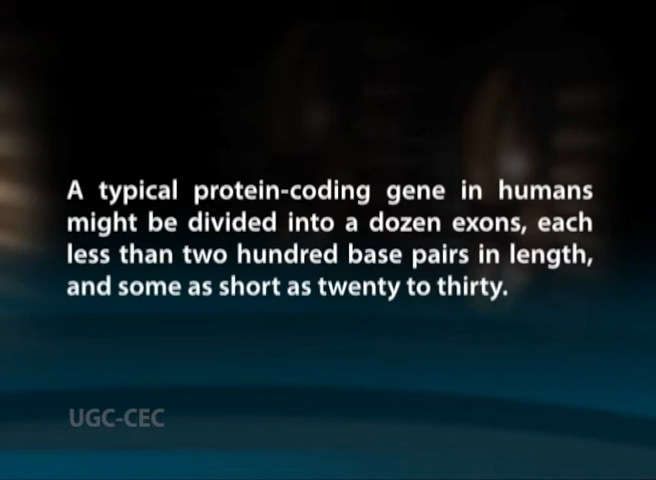 A typical protein-coding gene in humans
might be divided into a dozen exons, each
less than two hundred base pairs in length,
and some as short as twenty to thirty.
UGC-CEC